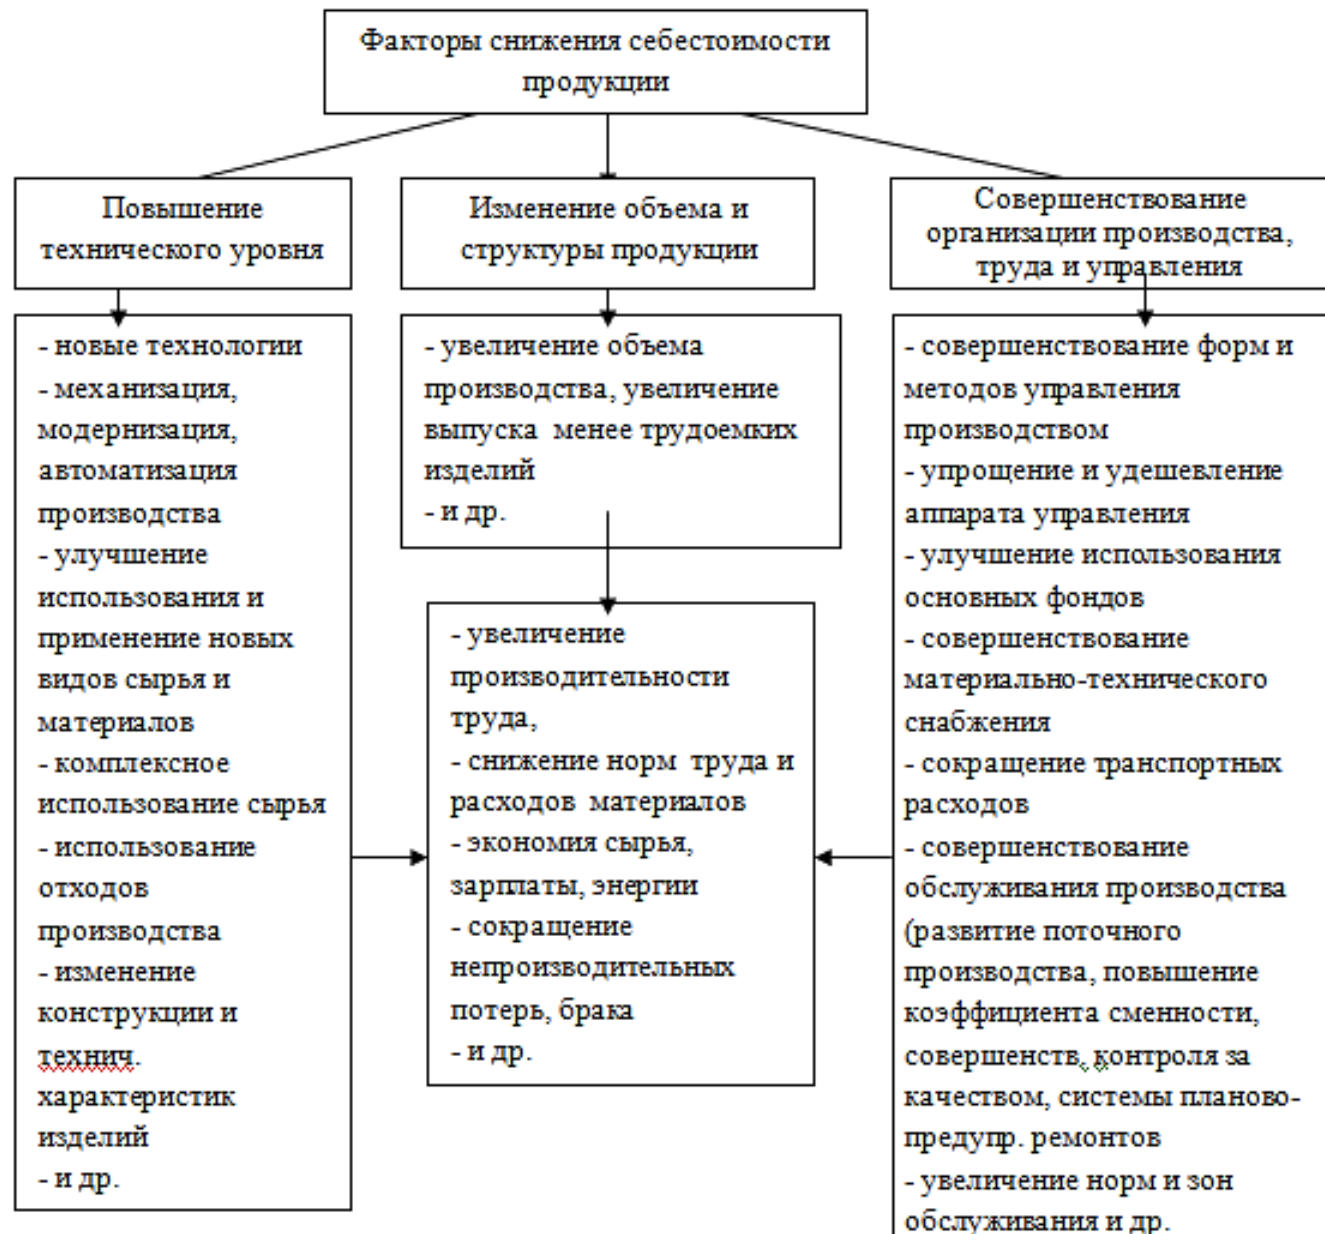 Факторы снижения себестоимости
продукции
Повышение
технического уровня
Изменение объема и
структуры продукции
Совершенствование
организации производства,
труда и управления
- новые технологии
- механизация,
модернизация,
автоматизация
производства
- улучшение
использования и
применение новых
видов сырья и
материалов
- комплексное
использование сырья
- использование
отходов
производства
- изменение
конструкции и
технич.
характеристик
изделий
- и др.
- увеличение объема
производства, увеличение
выпуска менее трудоемких
изделий
- и др.
- увеличение
производительности
труда,
- снижение норм труда и
расходов материалов
- экономия сырья,
зарплаты, энергии
- сокращение
непроизводительных
потерь, брака
- и др.
- совершенствование форм и
методов управления
производством
- упрощение и удешевление
аппарата управления
- улучшение использования
основных фондов
- совершенствование
материально-технического
снабжения
- сокращение транспортных
расходов
- совершенствование
обслуживания производства
(развитие поточного
производства, повышение
коэффициента сменности,
совершенств, контроля за
качеством, системы планово-
предупр. ремонтов
- увеличение норм и зон
обслуживания и др.